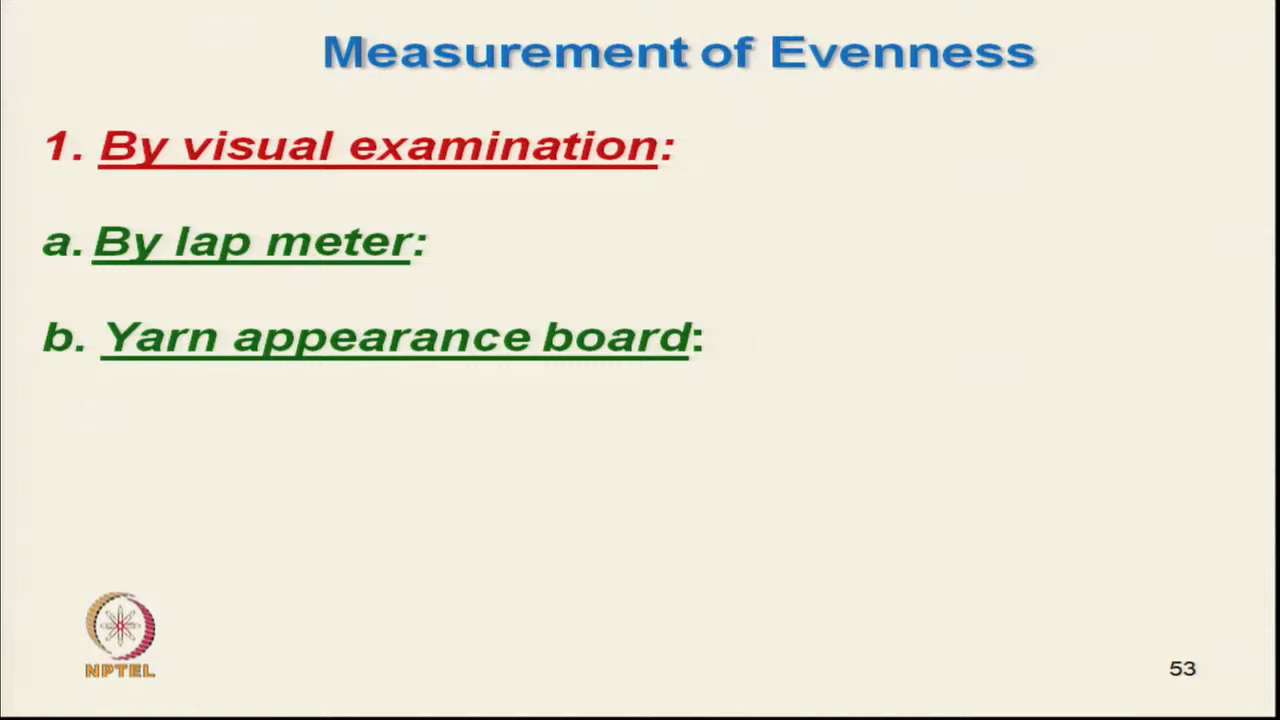 Measurement of Evenness
1. By visual examination:
a. By lap meter:
b. Yarn appearance board:
NPTEL
53